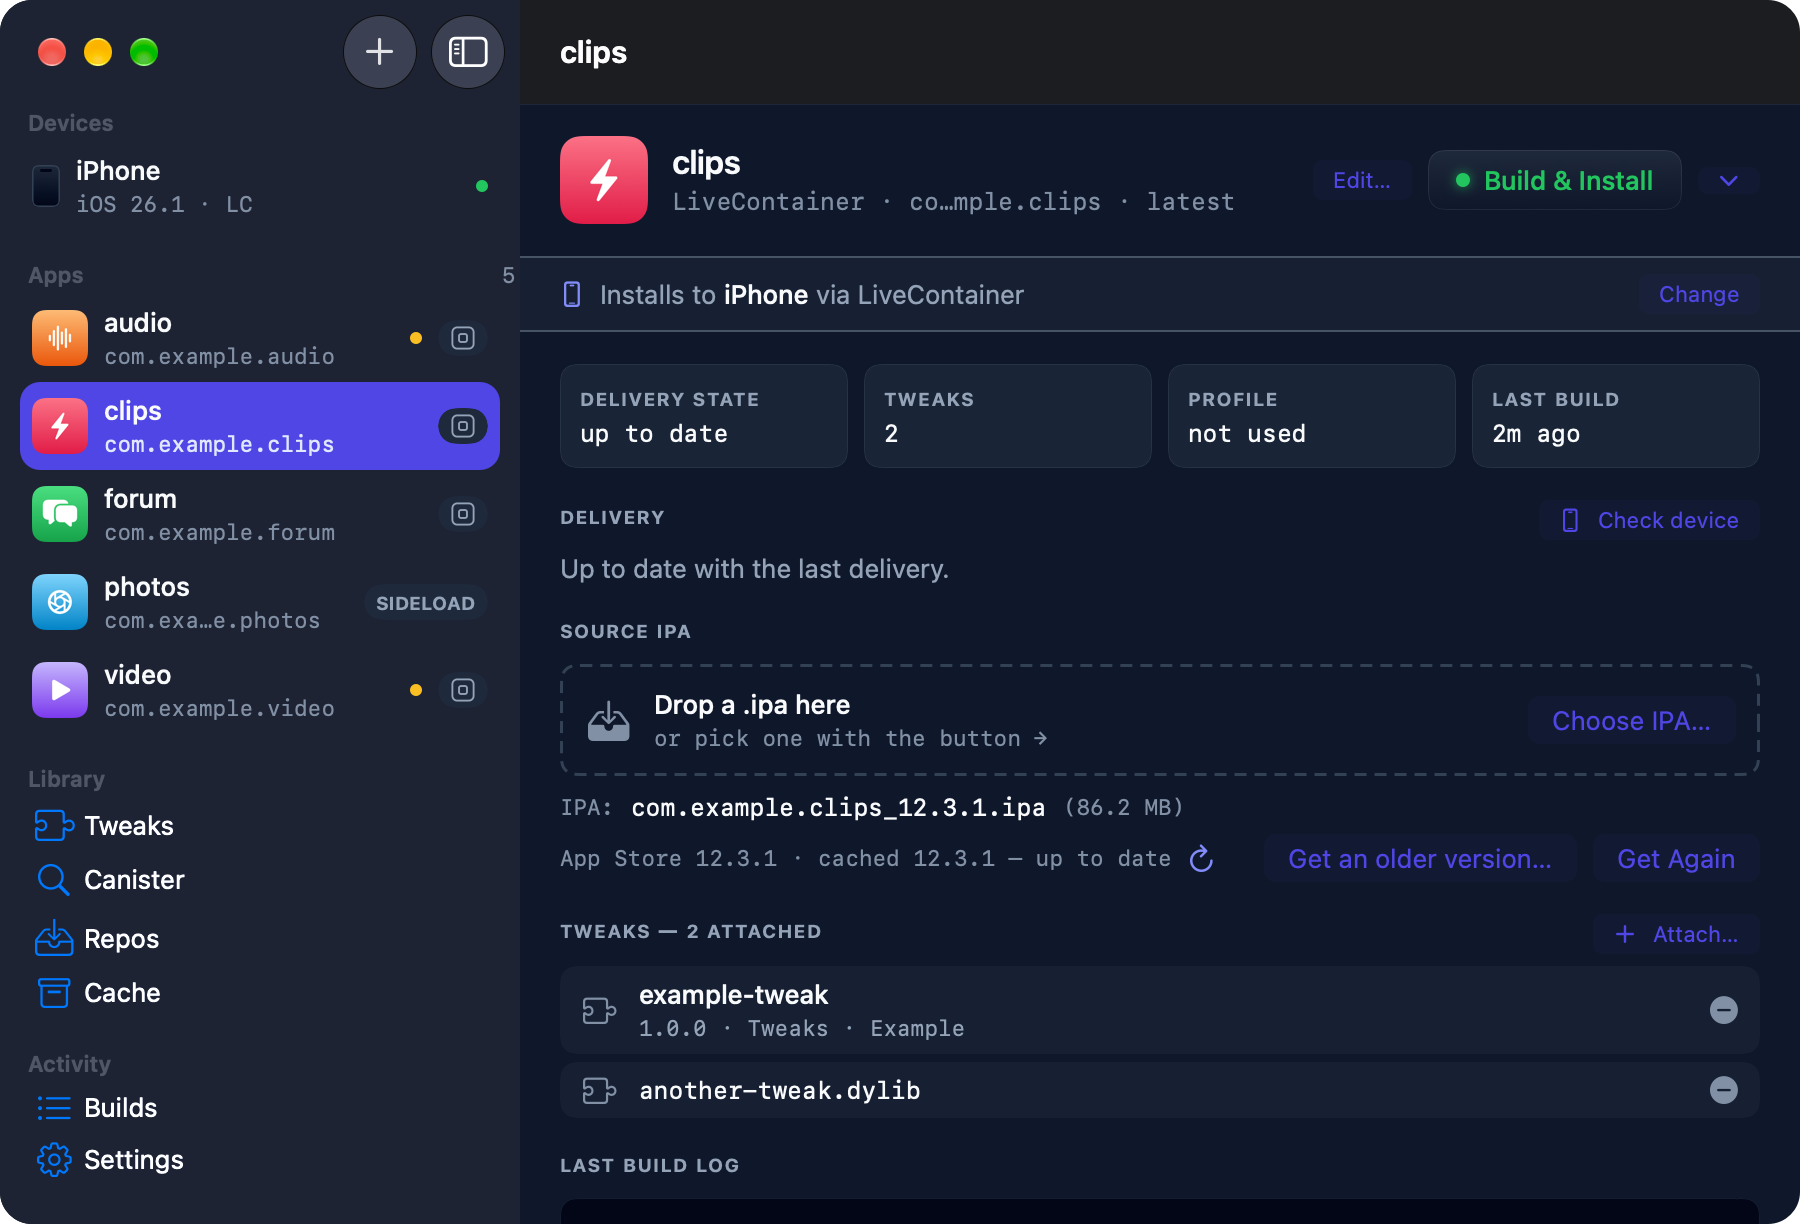 clips
Devices
iPhone
iOS 26.1 · LC
Apps 5
audio
com.example.audio
clips
com.example.clips
forum
com.example.forum
photos
com.exa…e.photos
SIDELOAD
video
com.example.video
Library
Tweaks
Canister
Repos
Cache
Activity
Builds
Settings
clips
LiveContainer · co…mple.clips · latest
Edit…
Build & Install
Installs to iPhone via LiveContainer
Change
DELIVERY STATE
up to date
TWEAKS
2
PROFILE
not used
LAST BUILD
2m ago
DELIVERY
Check device
Up to date with the last delivery.
SOURCE IPA
Drop a .ipa here
or pick one with the button →
Choose IPA…
IPA: com.example.clips_12.3.1.ipa (86.2 MB)
App Store 12.3.1 · cached 12.3.1 — up to date
Get an older version…
Get Again
TWEAKS — 2 ATTACHED
Attach…
example-tweak
1.0.0 · Tweaks · Example
another-tweak.dylib
LAST BUILD LOG